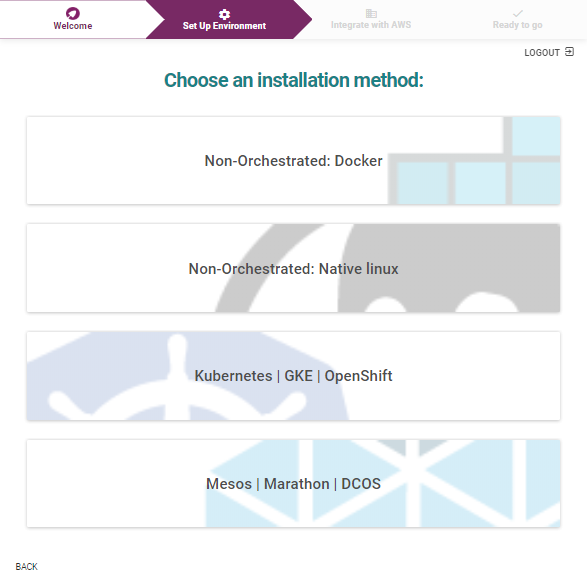 Welcome
Set Up Environment
Integrate with AWS
Ready to go
LOGOUT
Choose an installation method:
Non-Orchestrated: Docker
Non-Orchestrated: Native linux
Kubernetes | GKE | OpenShift
Mesos | Marathon | DCOS
BACK